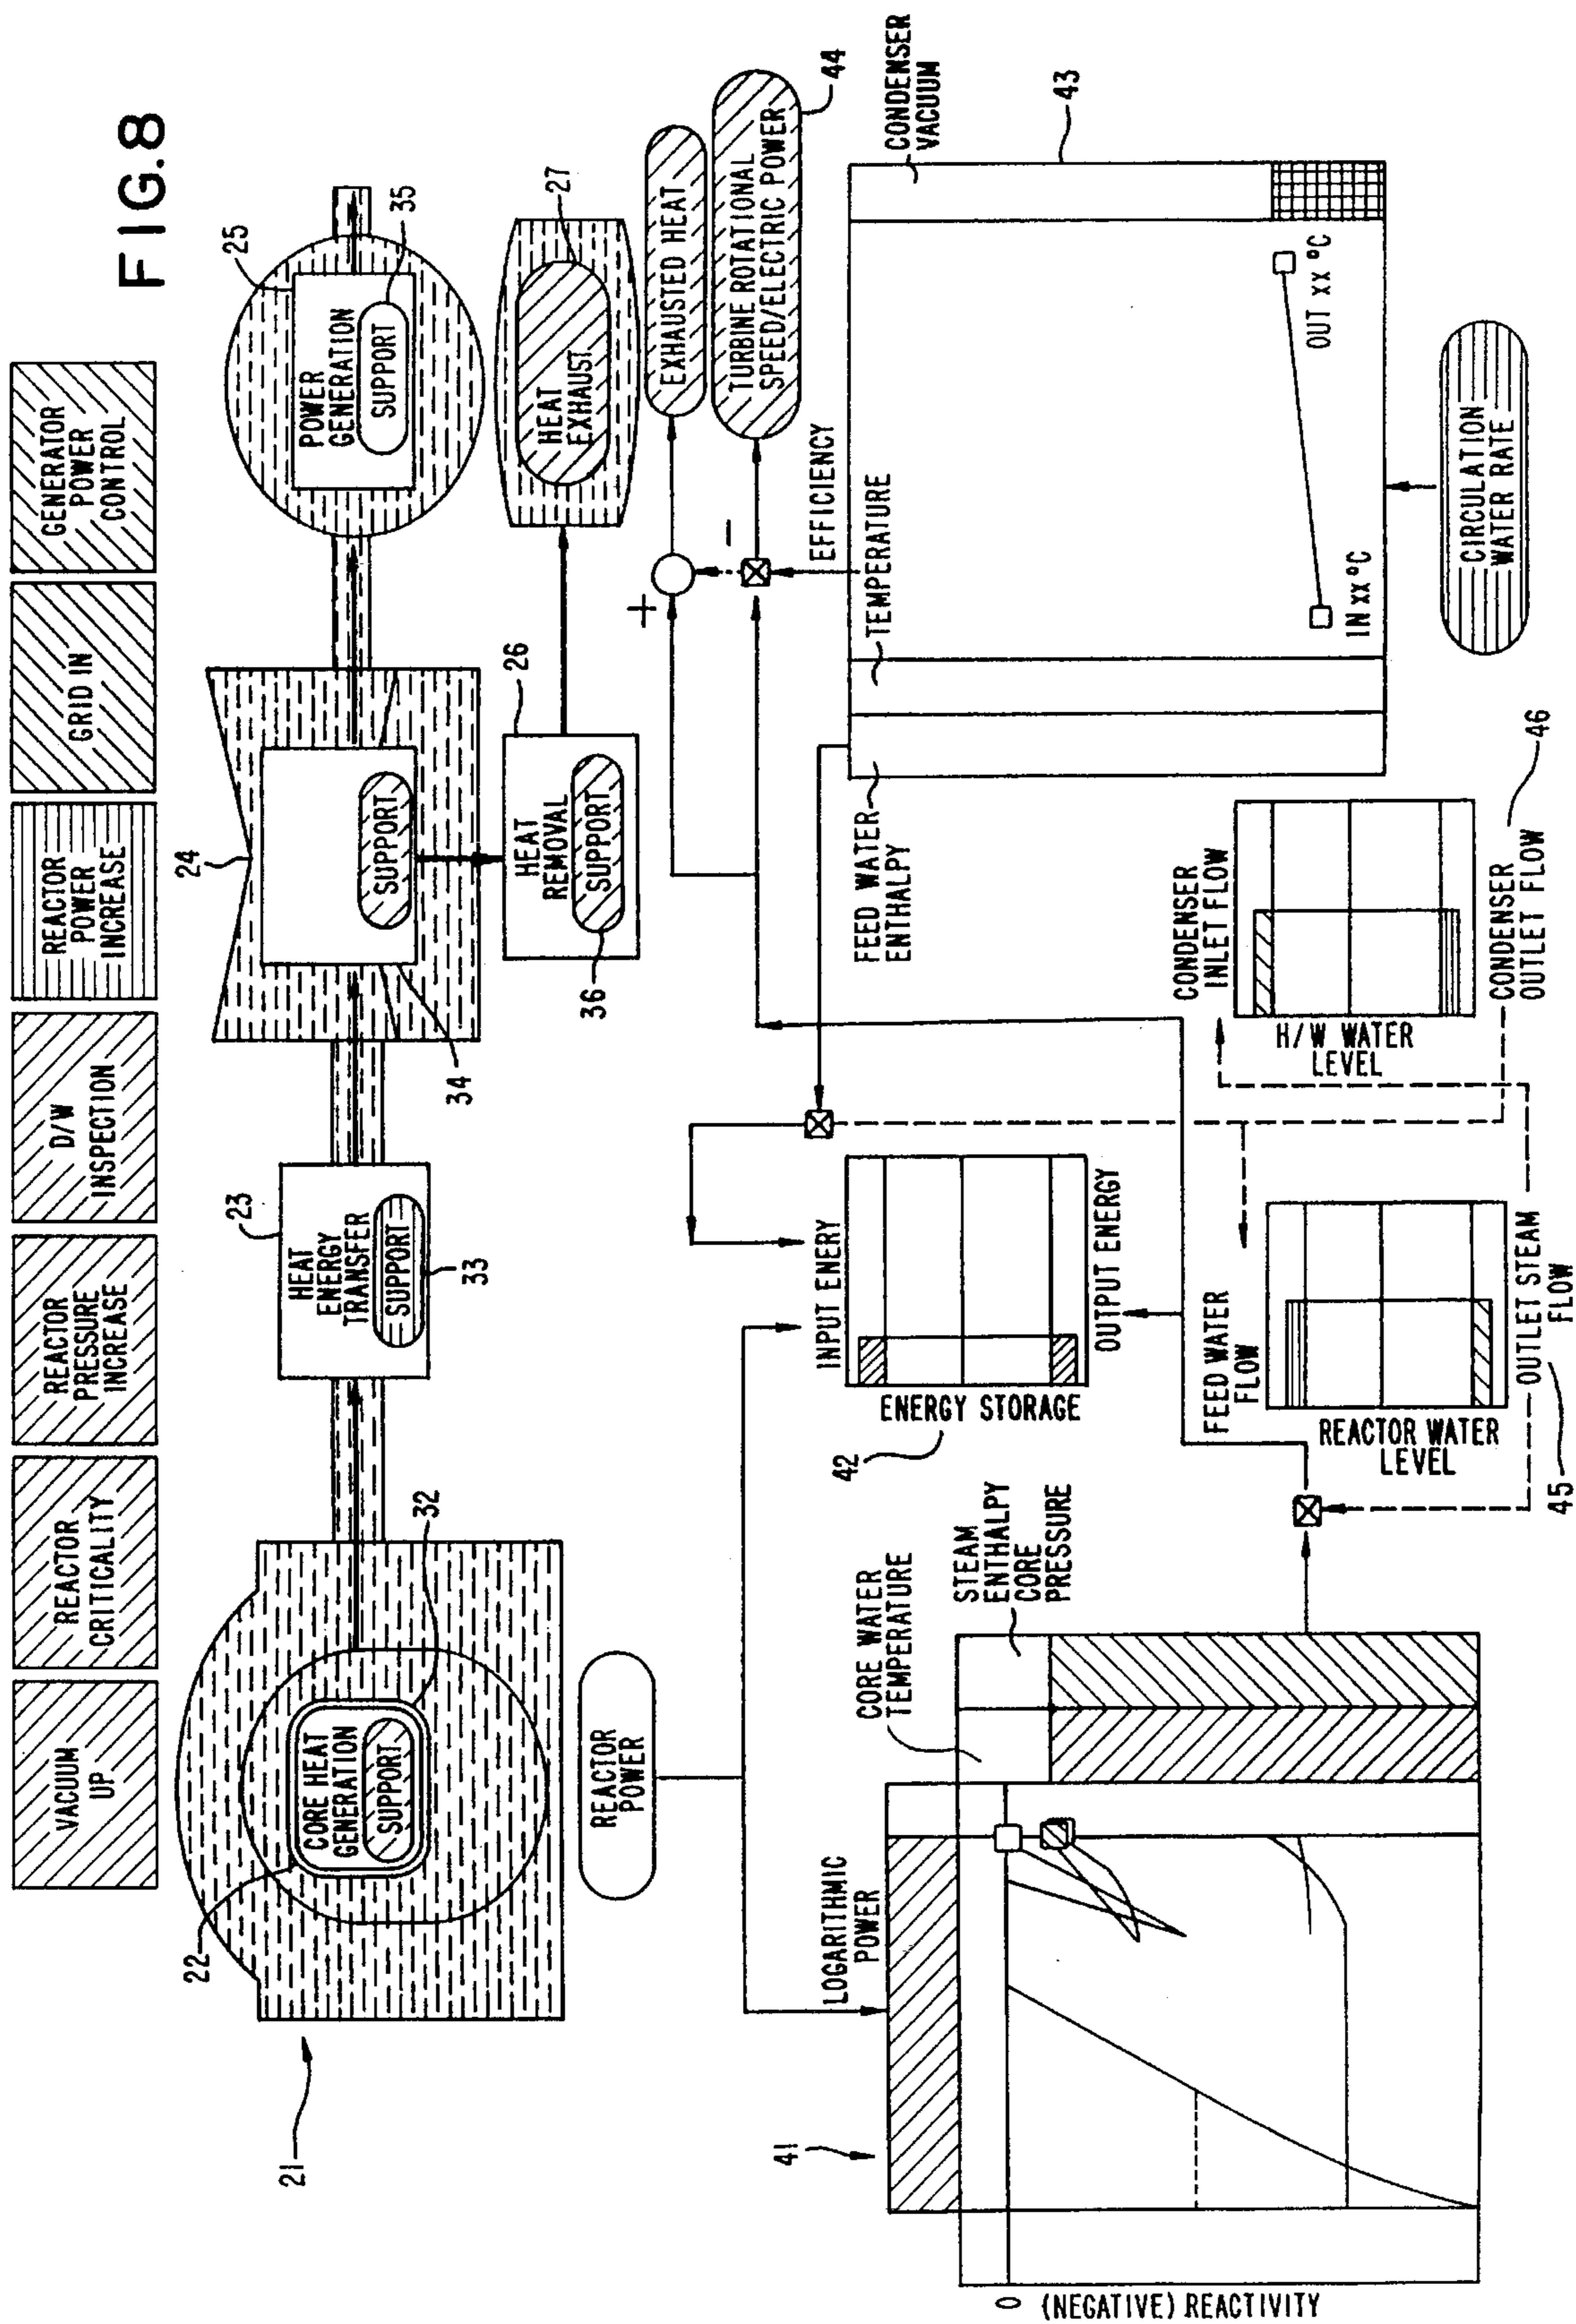 FIG.8
VACUUM
UP
REACTOR
CRITICALITY
REACTOR
PRESSURE
INCREASE
D/W
INSPECTION
REACTOR
POWER
INCREASE
GRID IN
GENERATOR
POWER
CONTROL
21
22
CORE HEAT
GENERATION
SUPPORT
32
23
HEAT
ENERGY
TRANSFER
SUPPORT
33
24
SUPPORT
34
25
POWER
GENERATION
SUPPORT
35
26
HEAT
REMOVAL
SUPPORT
36
27
HEAT
EXHAUST
REACTOR
POWER
EXHAUSTED HEAT
TURBINE ROTATIONAL
SPEED/ELECTRIC POWER
44
+
-
EFFICIENCY
41
LOGARITHMIC
POWER
CORE WATER
TEMPERATURE
STEAM
ENTHALPY
CORE
PRESSURE
0 (NEGATIVE) REACTIVITY
INPUT ENERY
ENERGY STORAGE
OUTPUT ENERGY
42
FEED WATER
FLOW
REACTOR WATER
LEVEL
OUTLET STEAM
FLOW
45
CONDENSER
INLET FLOW
H/W WATER
LEVEL
CONDENSER
OUTLET FLOW
46
FEED WATER
ENTHALPY
TEMPERATURE
CONDENSER
VACUUM
43
IN XX °C
OUT XX °C
CIRCULATION
WATER RATE